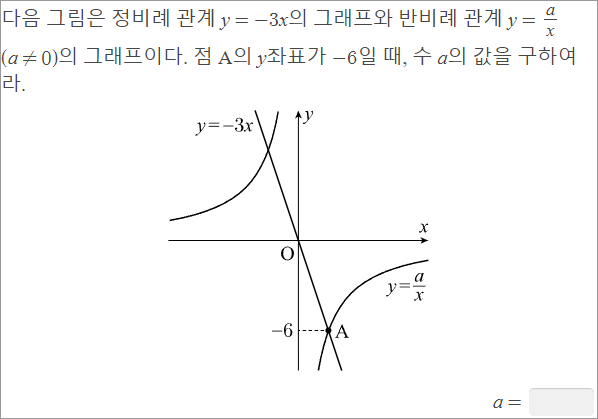 다음 그림은 정비례 관계 y = −3x의 그래프와 반비례 관계 y = a/x
(a ≠ 0)의 그래프이다. 점 A의 y좌표가 −6일 때, 수 a의 값을 구하여
라.
y=−3x
y
x
O
y=a/x
−6
A
a =